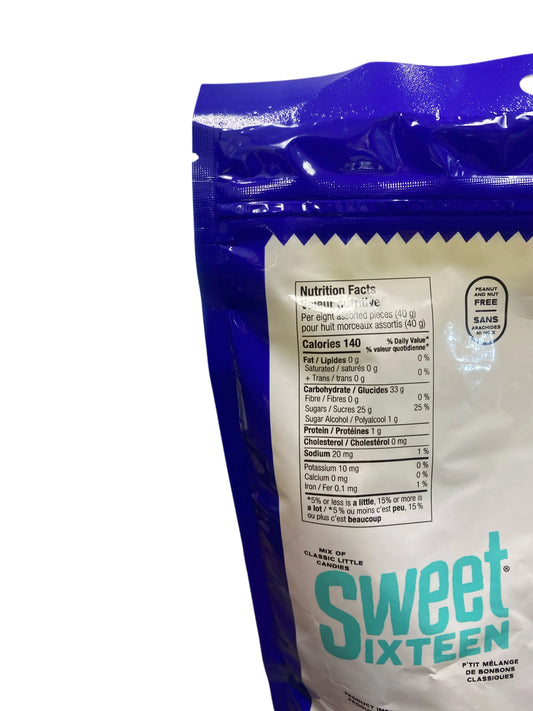 Nutrition Facts
Valeur nutritive
Per eight assorted pieces (40 g)
pour huit morceaux assortis (40 g)
Calories 140
% Daily Value*
% valeur quotidienne*
Fat / Lipides 0 g 0 %
Saturated / saturés 0 g
+ Trans / trans 0 g 0 %
Carbohydrate / Glucides 33 g
Fibre / Fibres 0 g 0 %
Sugars / Sucres 25 g 25 %
Sugar Alcohol / Polyalcool 1 g
Protein / Protéines 1 g
Cholesterol / Cholestérol 0 mg
Sodium 20 mg 1 %
Potassium 10 mg 0 %
Calcium 0 mg 0 %
Iron / Fer 0.1 mg 1 %
*5% or less is a little, 15% or more is
a lot / *5 % ou moins c'est peu, 15 %
ou plus c'est beaucoup
PEANUT
AND NUT
FREE
SANS
ARACHIDES
NI NOIX
MIX OF
CLASSIC LITTLE
CANDIES
Sweet®
SIXTEEN
P'TIT MÉLANGE
DE BONBONS
CLASSIQUES
PRODUCT